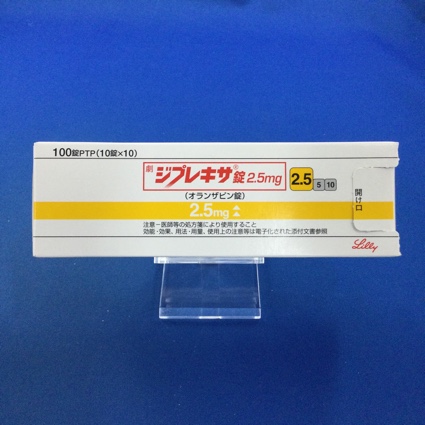 100錠PTP(10錠×10)
劇 ジプレキサ®錠2.5mg 2.5 5 10
(オランザピン錠)
2.5mg
注意-医師等の処方箋により使用すること
効能・効果、用法・用量、使用上の注意等は電子化された添付文書参照
開け口
Lilly